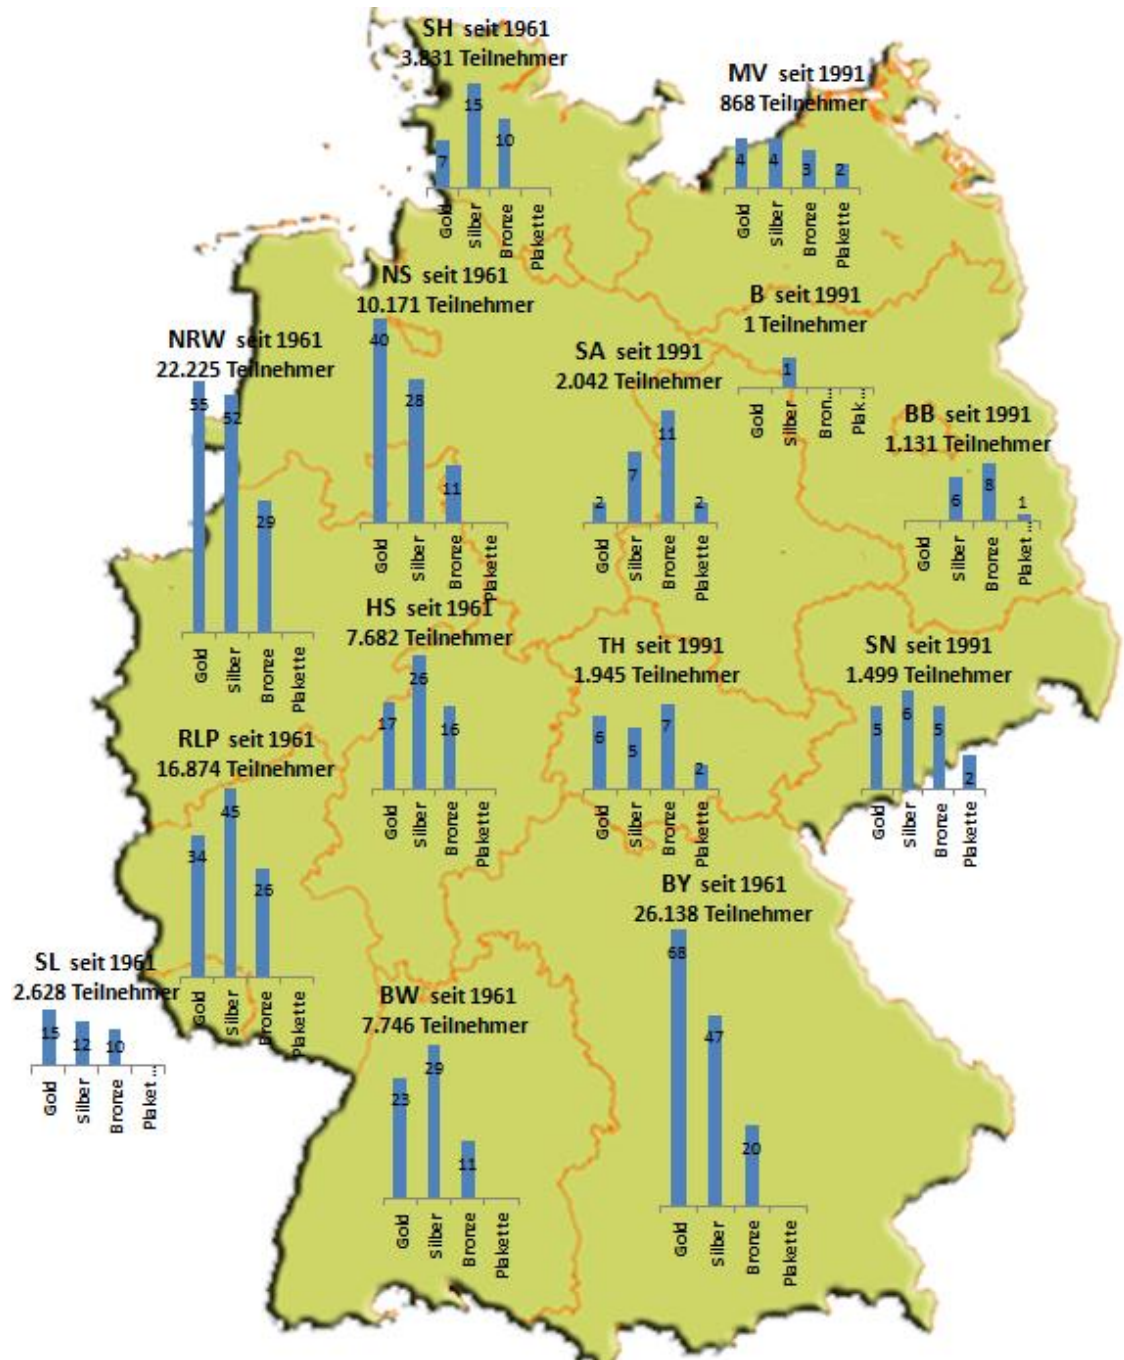 SH seit 1961
3.831 Teilnehmer
15
10
7
Gold
Silber
Bronze
Plakette
MV seit 1991
868 Teilnehmer
4
4
3
2
Gold
Silber
Bronze
Plakette
NS seit 1961
10.171 Teilnehmer
40
28
11
Gold
Silber
Bronze
Plakette
B seit 1991
1 Teilnehmer
1
Gold
Silber
Bron...
Plak...
NRW seit 1961
22.225 Teilnehmer
55
52
29
Gold
Silber
Bronze
Plakette
SA seit 1991
2.042 Teilnehmer
2
7
11
2
Gold
Silber
Bronze
Plakette
BB seit 1991
1.131 Teilnehmer
6
8
1
Gold
Silber
Bronze
Plaket...
HS seit 1961
7.682 Teilnehmer
17
26
16
Gold
Silber
Bronze
Plakette
TH seit 1991
1.945 Teilnehmer
6
5
7
2
Gold
Silber
Bronze
Plakette
SN seit 1991
1.499 Teilnehmer
5
6
5
2
Gold
Silber
Bronze
Plakette
RLP seit 1961
16.874 Teilnehmer
34
45
26
Gold
Silber
Bronze
Plakette
BY seit 1961
26.138 Teilnehmer
68
47
20
Gold
Silber
Bronze
Plakette
SL seit 1961
2.628 Teilnehmer
15
12
10
Gold
Silber
Bronze
Plaket...
BW seit 1961
7.746 Teilnehmer
23
29
11
Gold
Silber
Bronze
Plakette